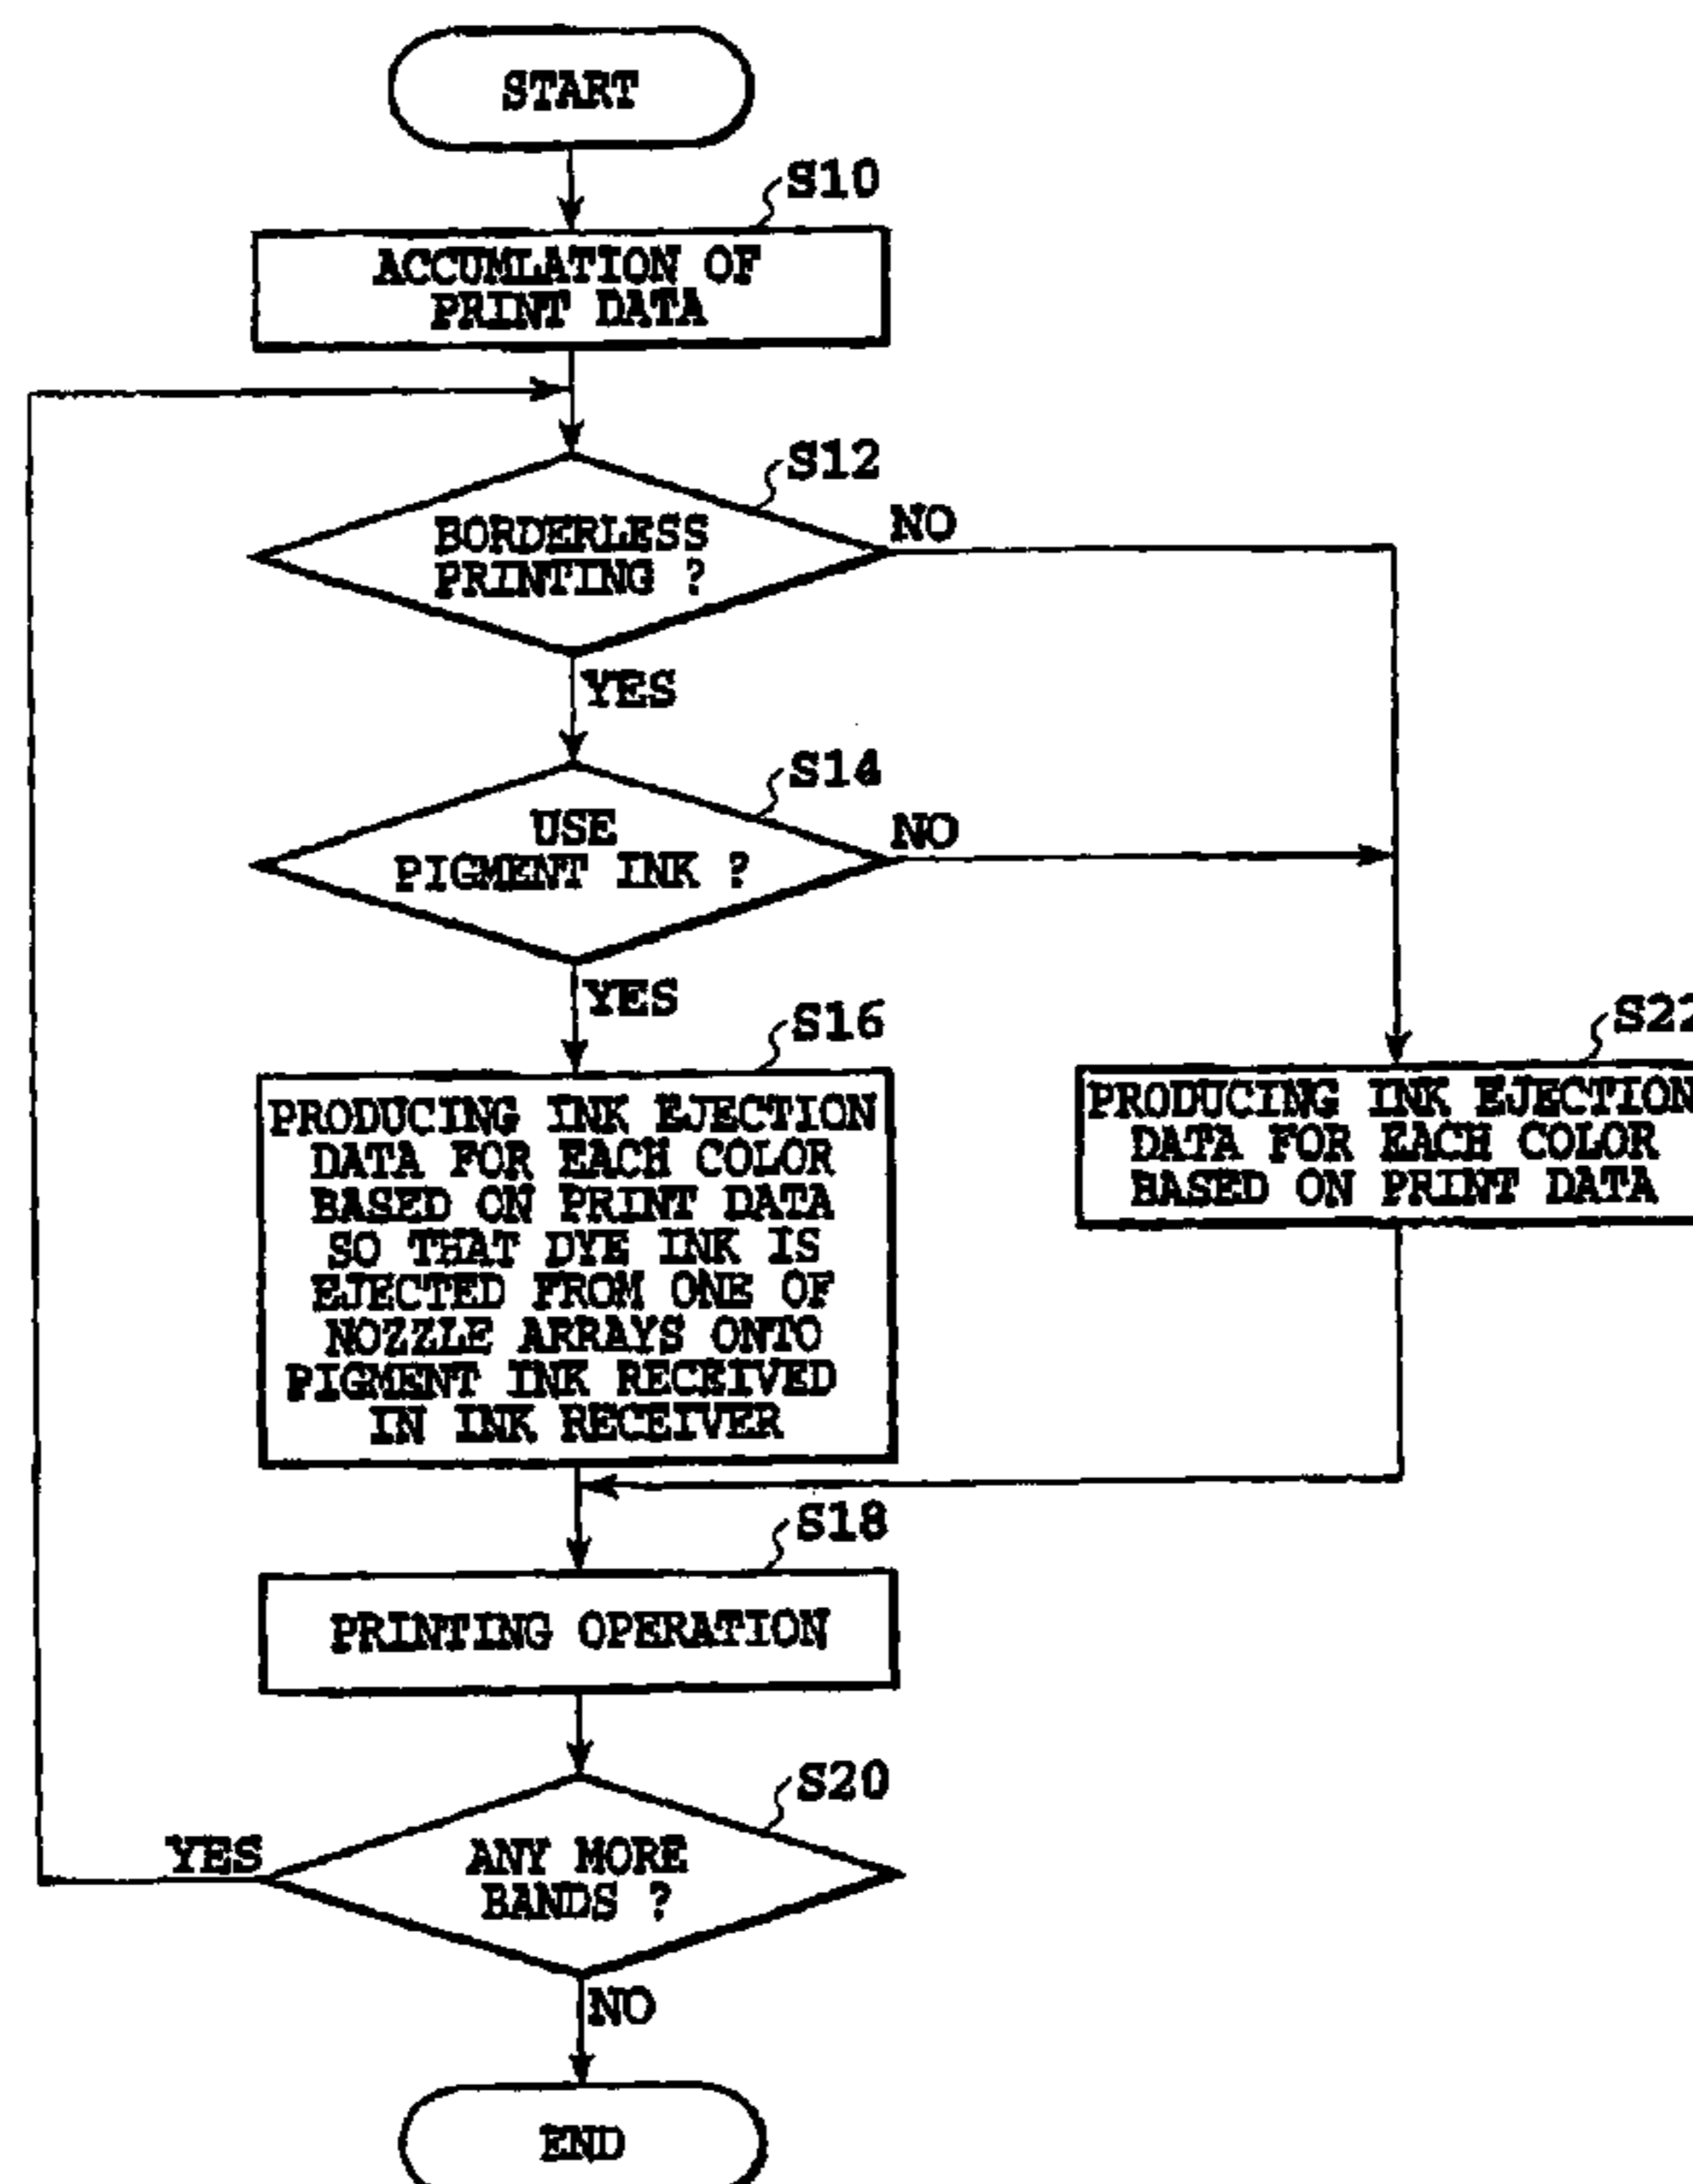 START
S10
ACCUMLATION OF
PRINT DATA
S12
BORDERLESS
PRINTING ?
NO
YES
S14
USE
PIGMENT INK ?
NO
YES
S16
PRODUCING INK EJECTION
DATA FOR EACH COLOR
BASED ON PRINT DATA
SO THAT DYE INK IS
EJECTED FROM ONE OF
NOZZLE ARRAYS ONTO
PIGMENT INK RECEIVED
IN INK RECEIVER
S22
PRODUCING INK EJECTION
DATA FOR EACH COLOR
BASED ON PRINT DATA
S18
PRINTING OPERATION
S20
ANY MORE
BANDS ?
YES
NO
END